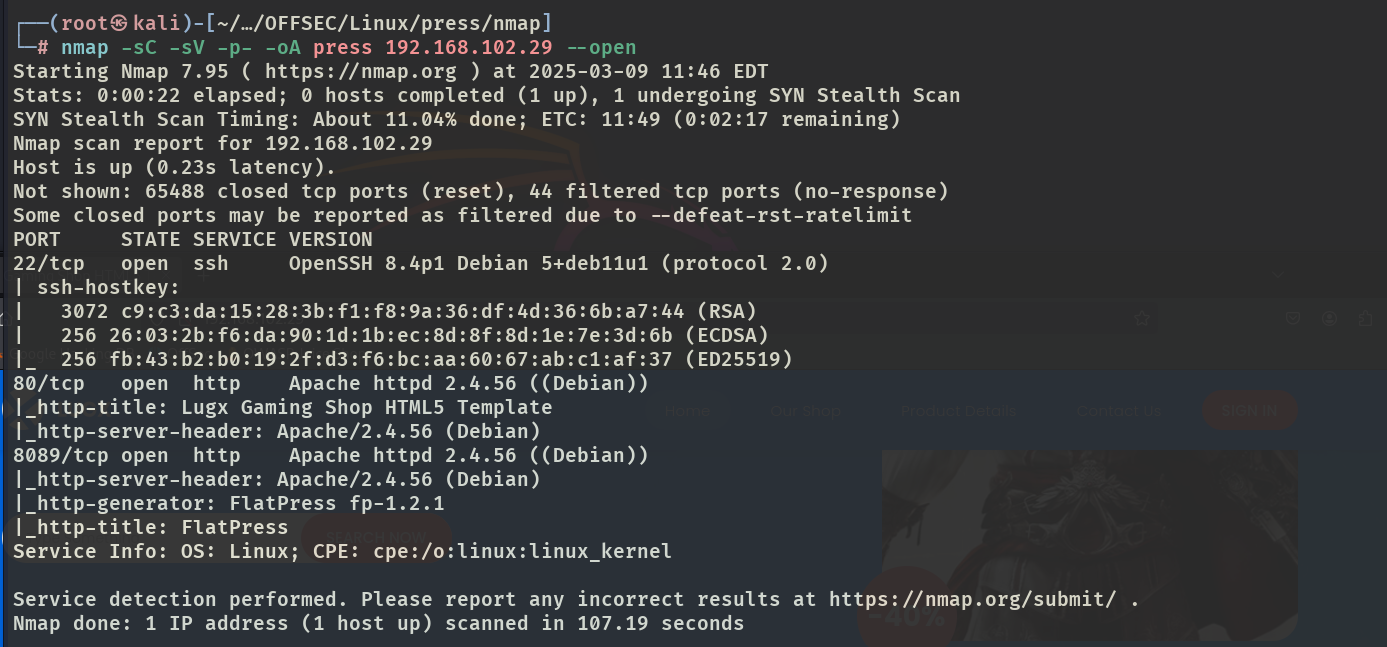 ┌──(root㉿kali)-[~/…/OFFSEC/Linux/press/nmap]
└─# nmap -sC -sV -p- -oA press 192.168.102.29 --open
Starting Nmap 7.95 ( https://nmap.org ) at 2025-03-09 11:46 EDT
Stats: 0:00:22 elapsed; 0 hosts completed (1 up), 1 undergoing SYN Stealth Scan
SYN Stealth Scan Timing: About 11.04% done; ETC: 11:49 (0:02:17 remaining)
Nmap scan report for 192.168.102.29
Host is up (0.23s latency).
Not shown: 65488 closed tcp ports (reset), 44 filtered tcp ports (no-response)
Some closed ports may be reported as filtered due to --defeat-rst-ratelimit
PORT     STATE SERVICE VERSION
22/tcp   open  ssh     OpenSSH 8.4p1 Debian 5+deb11u1 (protocol 2.0)
| ssh-hostkey:
|   3072 c9:c3:da:15:28:3b:f1:f8:9a:36:df:4d:36:6b:a7:44 (RSA)
|   256 26:03:2b:f6:da:90:1d:1b:ec:8d:8f:8d:1e:7e:3d:6b (ECDSA)
|_  256 fb:43:b2:b0:19:2f:d3:f6:bc:aa:60:67:ab:c1:af:37 (ED25519)
80/tcp   open  http    Apache httpd 2.4.56 ((Debian))
|_http-title: Lugx Gaming Shop HTML5 Template
Home Our Shop Product Details Contact Us SIGN IN
|_http-server-header: Apache/2.4.56 (Debian)
8089/tcp open  http    Apache httpd 2.4.56 ((Debian))
|_http-server-header: Apache/2.4.56 (Debian)
|_http-generator: FlatPress fp-1.2.1
|_http-title: FlatPress
SEARCH NOW
Service Info: OS: Linux; CPE: cpe:/o:linux:linux_kernel
Service detection performed. Please report any incorrect results at https://nmap.org/submit/ .
-40%
Nmap done: 1 IP address (1 host up) scanned in 107.19 seconds